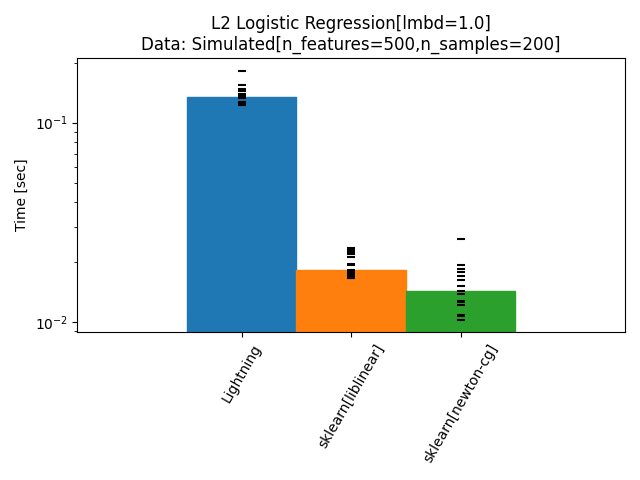 L2 Logistic Regression[lmbd=1.0]
Data: Simulated[n_features=500,n_samples=200]
Time [sec]
10⁻¹
10⁻²
Lightning
sklearn[liblinear]
sklearn[newton-cg]